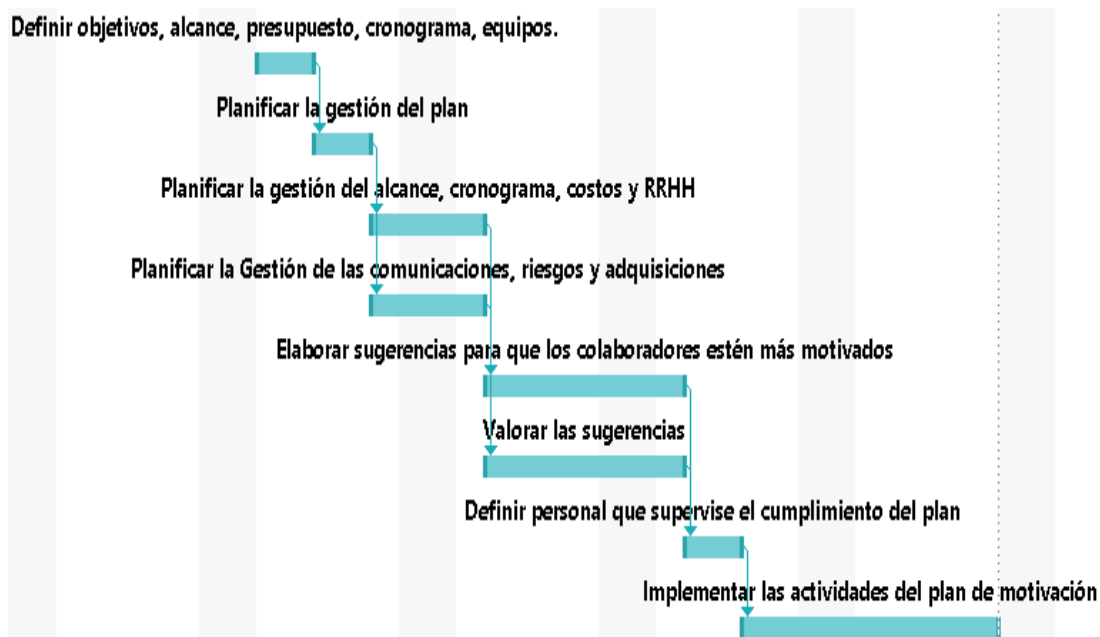 Definir objetivos, alcance, presupuesto, cronograma, equipos.
Planificar la gestión del plan
Planificar la gestión del alcance, cronograma, costos y RRHH
Planificar la Gestión de las comunicaciones, riesgos y adquisiciones
Elaborar sugerencias para que los colaboradores estén más motivados
Valorar las sugerencias
Definir personal que supervise el cumplimiento del plan
Implementar las actividades del plan de motivación